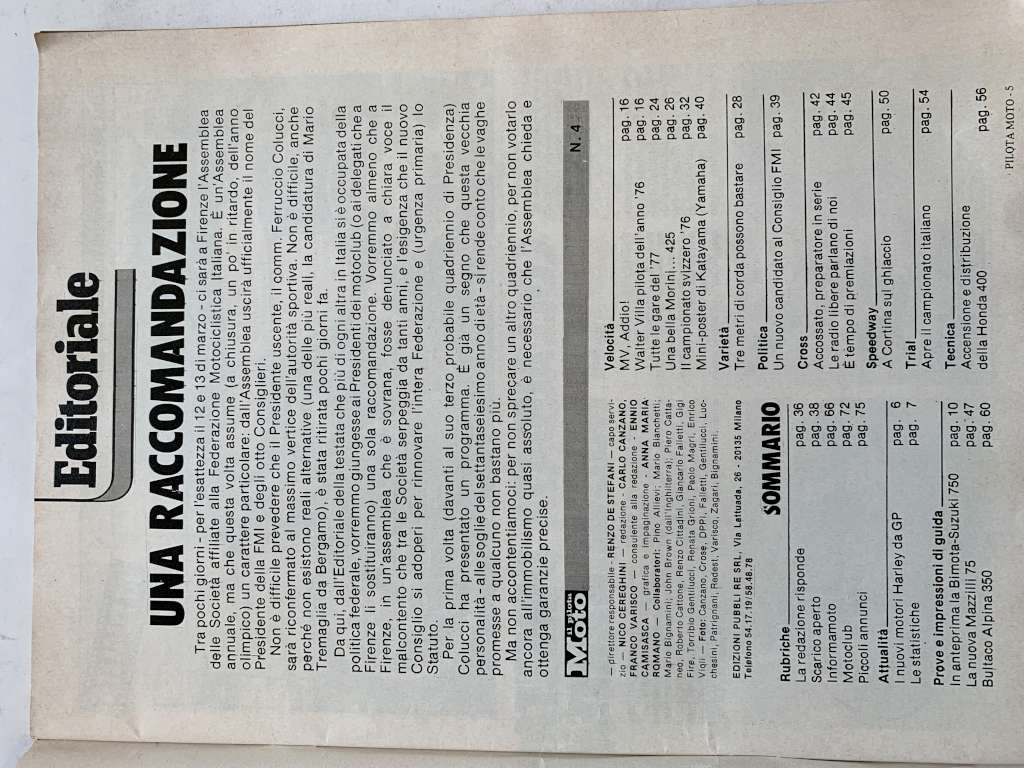 Editoriale
UNA RACCOMANDAZIONE
Tra pochi giorni - per l'esattezza il 12 e 13 di marzo - ci sarà a Firenze l'Assemblea
delle Società affiliate alla Federazione Motociclistica Italiana. È un'Assemblea
annuale, ma che questa volta assume (a chiusura, un po' in ritardo, dell'anno
olimpico) un carattere particolare: dall'Assemblea uscirà ufficialmente il nome del
Presidente della FMI e degli otto Consiglieri.
Non è difficile prevedere che il Presidente uscente, il comm. Ferruccio Colucci,
sarà riconfermato al massimo vertice dell'autorità sportiva. Non è difficile, anche
perché non esistono reali alternative (una delle più reali, la candidatura di Mario
Tremaglia da Bergamo), è stata ritirata pochi giorni fa.
Da qui, dall'Editoriale della testata che più di ogni altra in Italia si è occupata della
politica federale, vorremmo giungesse ai Presidenti dei motoclub (o ai delegati che a
Firenze li sostituiranno) una sola raccomandazione. Vorremmo almeno che a
Firenze, in un'assemblea che è sovrana, fosse denunciato a chiara voce il
malcontento che tra le Società serpeggia da tanti anni, e l'esigenza che il nuovo
Consiglio si adoperi per rinnovare l'intera Federazione e (urgenza primaria) lo
Statuto.
Per la prima volta (davanti al suo terzo probabile quadriennio di Presidenza)
Colucci ha presentato un programma. È già un segno che questa vecchia
personalità - alle soglie del settantaseiesimo anno di età - si rende conto che le vaghe
promesse a qualcuno non bastano più.
Ma non accontentiamoci: per non sprecare un altro quadriennio, per non votarlo
ancora all'immobilismo quasi assoluto, è necessario che l'Assemblea chieda e
ottenga garanzie precise.
il pilota
Moto
N. 4
— direttore responsabile - RENZO DE STEFANI — capo servi-
zio — NICO CEREGHINI — redazione - CARLO CANZANO,
FRANCO VARISCO — consulente alla redazione - ENNIO
CAMISASCA — grafica e impaginazione - ANNA MARIA
ROMANO — Collaboratori: Pino Allievi; Mario Bianchetti;
Mario Bignamini; John Brown (dall'Inghilterra); Piero Catta-
neo, Roberto Cattone, Renzo Cittadini, Giancarlo Falletti, Gigi
Fire, Torribio Gentilucci, Renata Grioni, Paolo Magri, Enrico
Vigli — Foto: Canzano, Crose, DPPI, Falletti, Gentilucci, Luc-
chesini, Parrignani, Redesti, Varisco, Zagari, Bignamini.
EDIZIONI PUBBLI RE SRL, Via Lattuada, 26 - 20135 Milano
Telefono 54.17.19/58.48.78
SOMMARIO
Rubriche
La redazione risponde pag. 36
Scarico aperto pag. 38
Informamoto pag. 66
Motoclub pag. 72
Piccoli annunci pag. 75
Attualità
I nuovi motori Harley da GP pag. 6
Le statistiche pag. 7
Prove e impressioni di guida
In anteprima la Bimota-Suzuki 750 pag. 10
La nuova Mazzilli 75 pag. 47
Bultaco Alpina 350 pag. 60
Velocità
MV, Addio! pag. 16
Walter Villa pilota dell'anno '76 pag. 16
Tutte le gare del '77 pag. 24
Una bella Morini... 425 pag. 26
Il campionato svizzero '76 pag. 32
Mini-poster di Katayama (Yamaha) pag. 40
Varietà
Tre metri di corda possono bastare pag. 28
Politica
Un nuovo candidato al Consiglio FMI pag. 39
Cross
Accossato, preparatore in serie pag. 42
Le radio libere parlano di noi pag. 44
È tempo di premiazioni pag. 45
Speedway
A Cortina sul ghiaccio pag. 50
Trial
Apre il campionato italiano pag. 54
Tecnica
Accensione e distribuzione
della Honda 400 pag. 56
PILOTA MOTO - 5